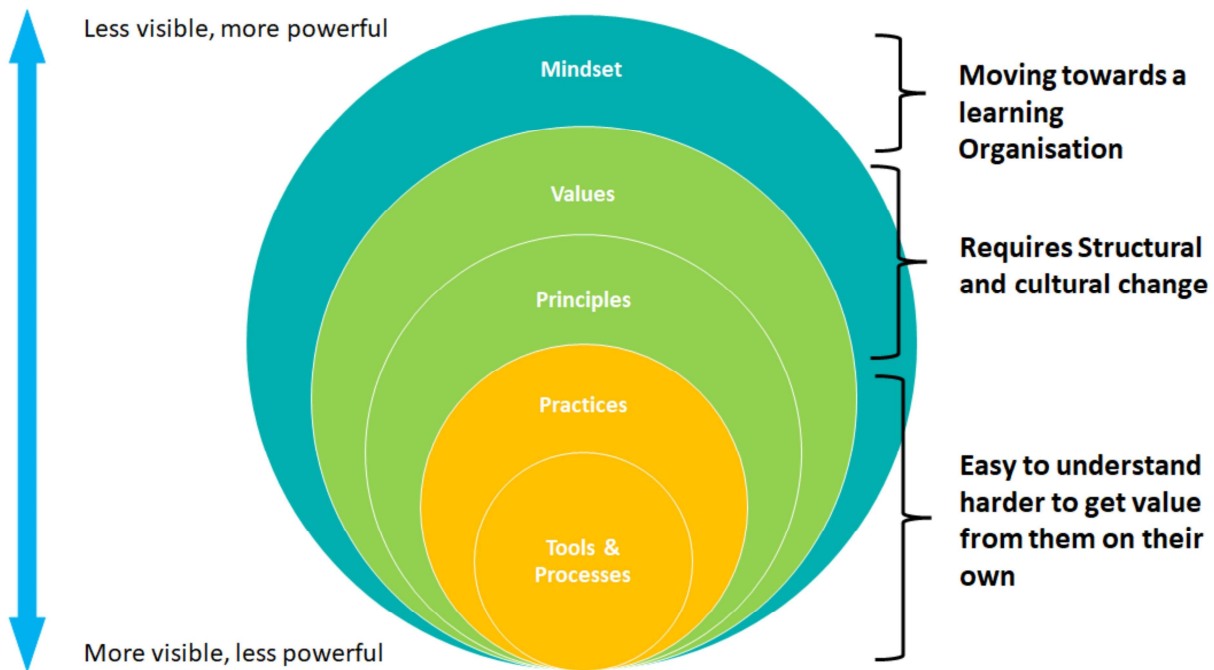 Less visible, more powerful
Mindset
Moving towards a
learning
Organisation
Values
Requires Structural
and cultural change
Principles
Practices
Easy to understand
harder to get value
from them on their
own
Tools &
Processes
More visible, less powerful